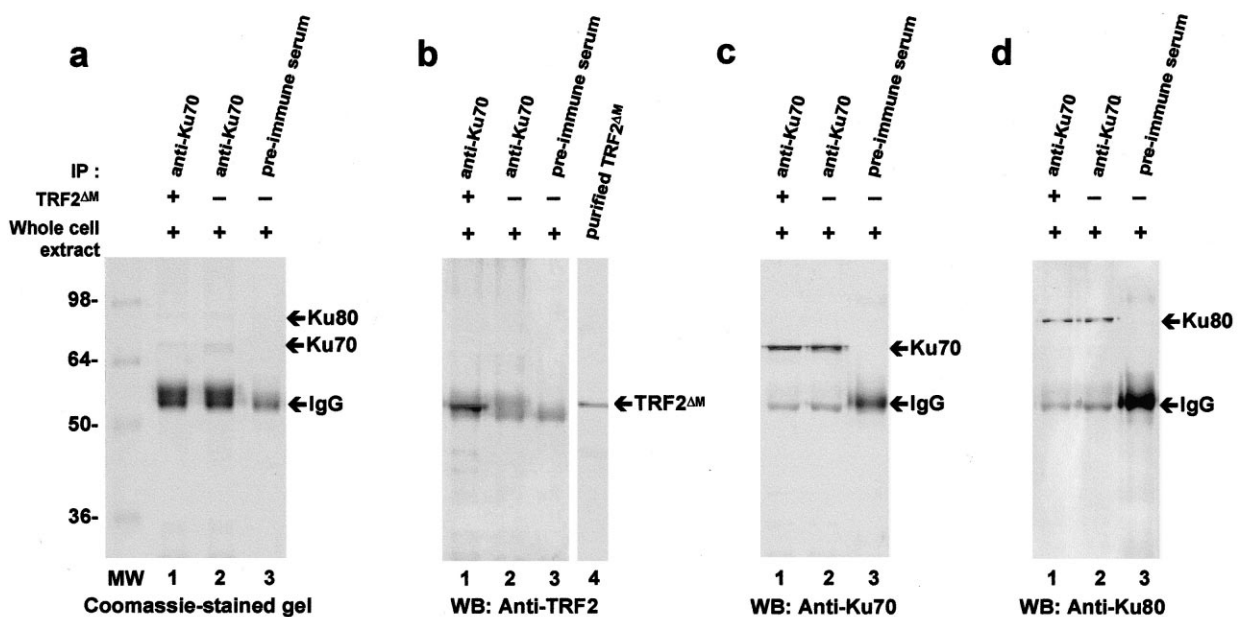 a
anti-Ku70
anti-Ku70
pre-immune serum
IP :
TRF2ΔM
+ – –
Whole cell
extract
+ + +
98-
64-
50-
36-
←Ku80
←Ku70
←IgG
MW 1 2 3
Coomassie-stained gel
b
anti-Ku70
anti-Ku70
pre-immune serum
purified TRF2ΔM
+ – –
+ + +
←TRF2ΔM
1 2 3 4
WB: Anti-TRF2
c
anti-Ku70
anti-Ku70
pre-immune serum
+ – –
+ + +
←Ku70
←IgG
1 2 3
WB: Anti-Ku70
d
anti-Ku70
anti-Ku70
pre-immune serum
+ – –
+ + +
←Ku80
←IgG
1 2 3
WB: Anti-Ku80